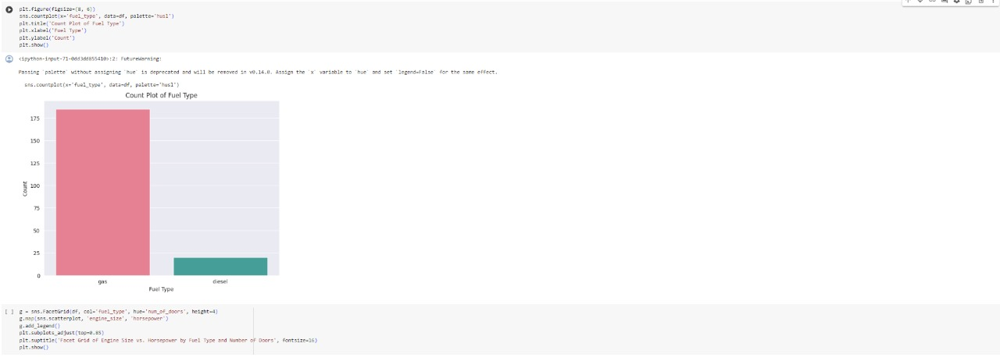 plt.figure(figsize=(8, 6))
sns.countplot(x='fuel_type', data=df, palette='husl')
plt.title('Count Plot of Fuel Type')
plt.xlabel('Fuel Type')
plt.ylabel('Count')
plt.show()
<ipython-input-71-0dd3dd855410>:2: FutureWarning:
Passing `palette` without assigning `hue` is deprecated and will be removed in v0.14.0. Assign the `x` variable to `hue` and set `legend=False` for the same effect.
sns.countplot(x='fuel_type', data=df, palette='husl')
Count Plot of Fuel Type
175
150
125
100
75
50
25
0
Count
gas diesel
Fuel Type
[ ] g = sns.FacetGrid(df, col='fuel_type', hue='num_of_doors', height=4)
g.map(sns.scatterplot, 'engine_size', 'horsepower')
g.add_legend()
plt.subplots_adjust(top=0.85)
plt.suptitle('Facet Grid of Engine Size vs. Horsepower by Fuel Type and Number of Doors', fontsize=16)
plt.show()